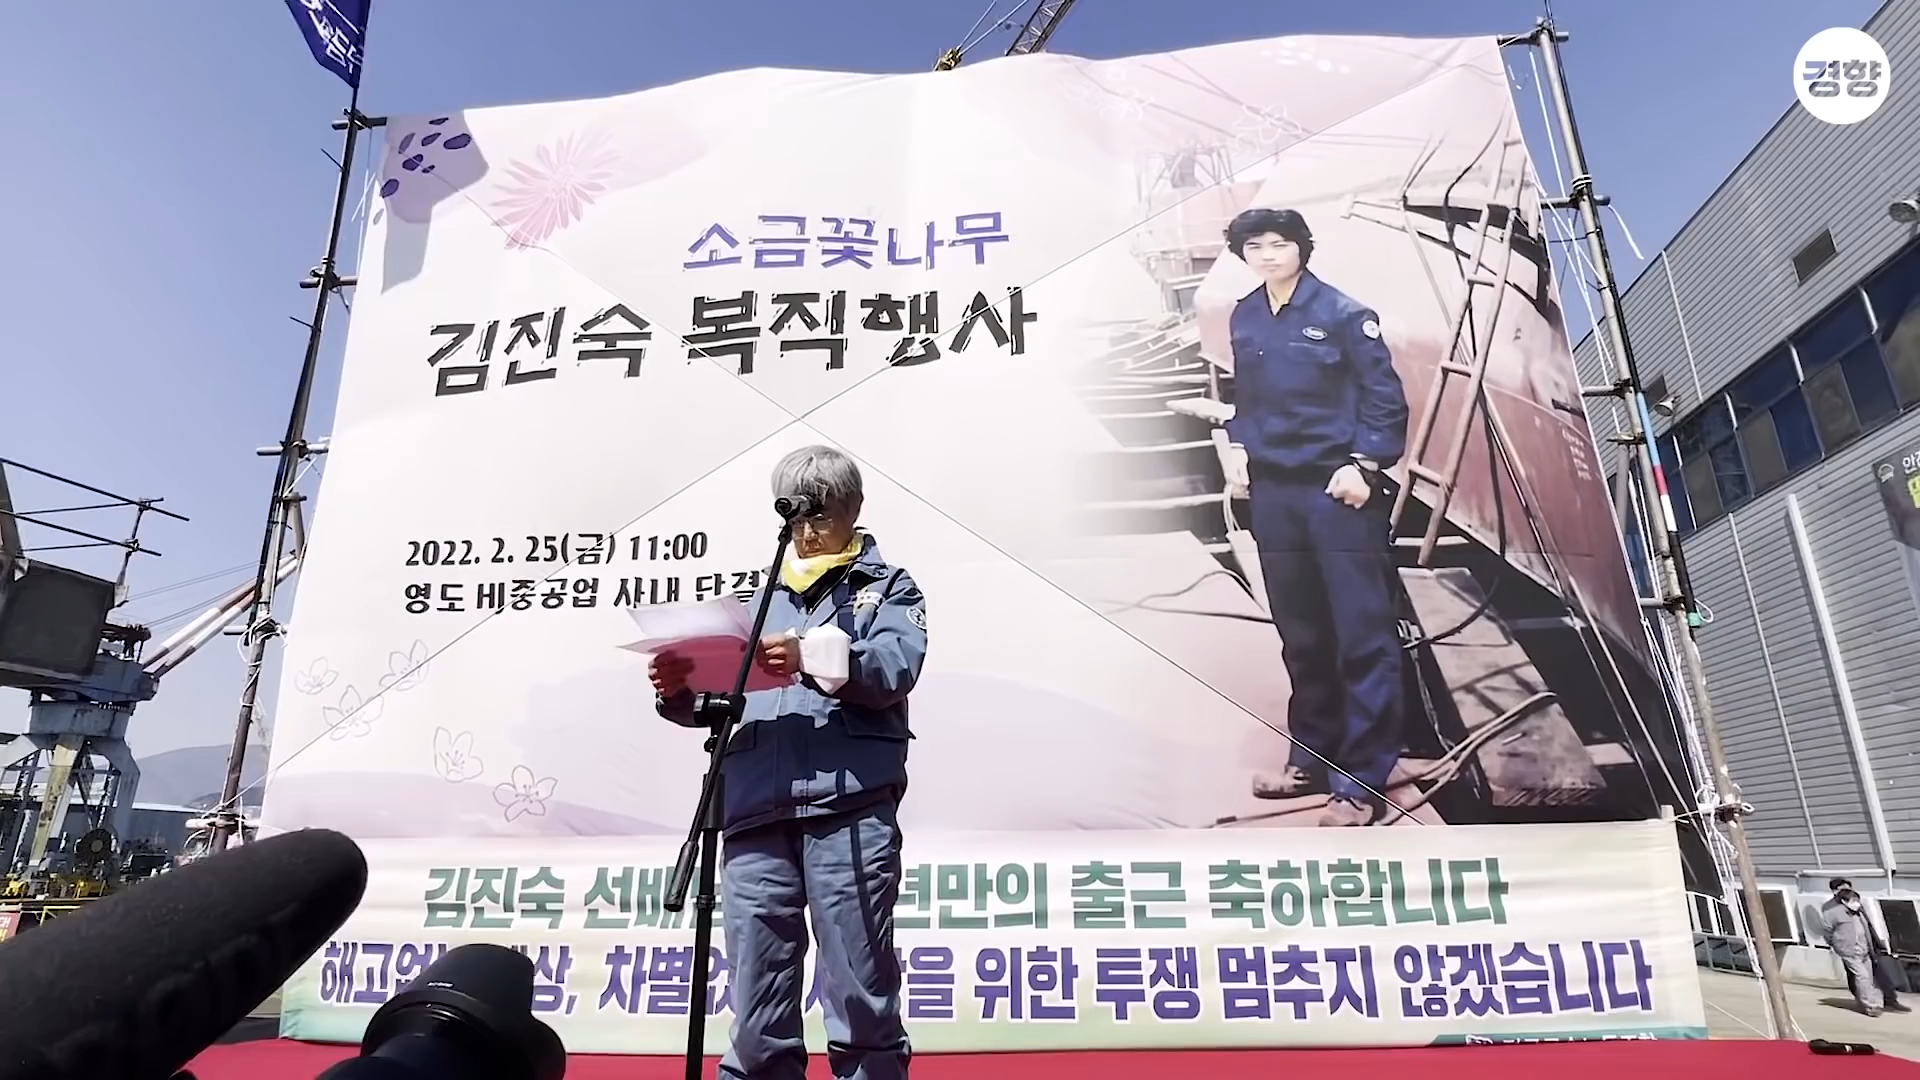 경향
소금꽃나무
김진숙 복직행사
2022. 2. 25(금) 11:00
영도 HJ중공업 사내 단결
김진숙 선배 년만의 출근 축하합니다
해고없 상, 차별없 을 위한 투쟁 멈추지 않겠습니다